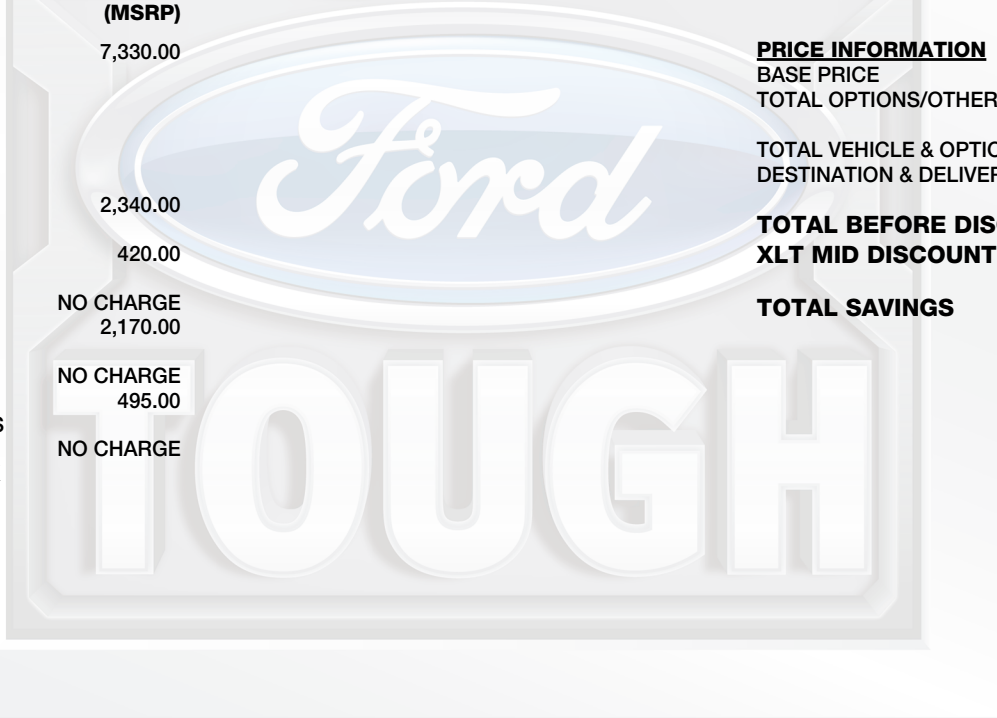 (MSRP)
7,330.00
2,340.00
420.00
NO CHARGE
2,170.00
NO CHARGE
495.00
S
NO CHARGE
PRICE INFORMATION
BASE PRICE
TOTAL OPTIONS/OTHER
TOTAL VEHICLE & OPTIO
DESTINATION & DELIVER
TOTAL BEFORE DISC
XLT MID DISCOUNT
TOTAL SAVINGS
Ford
TOUGH